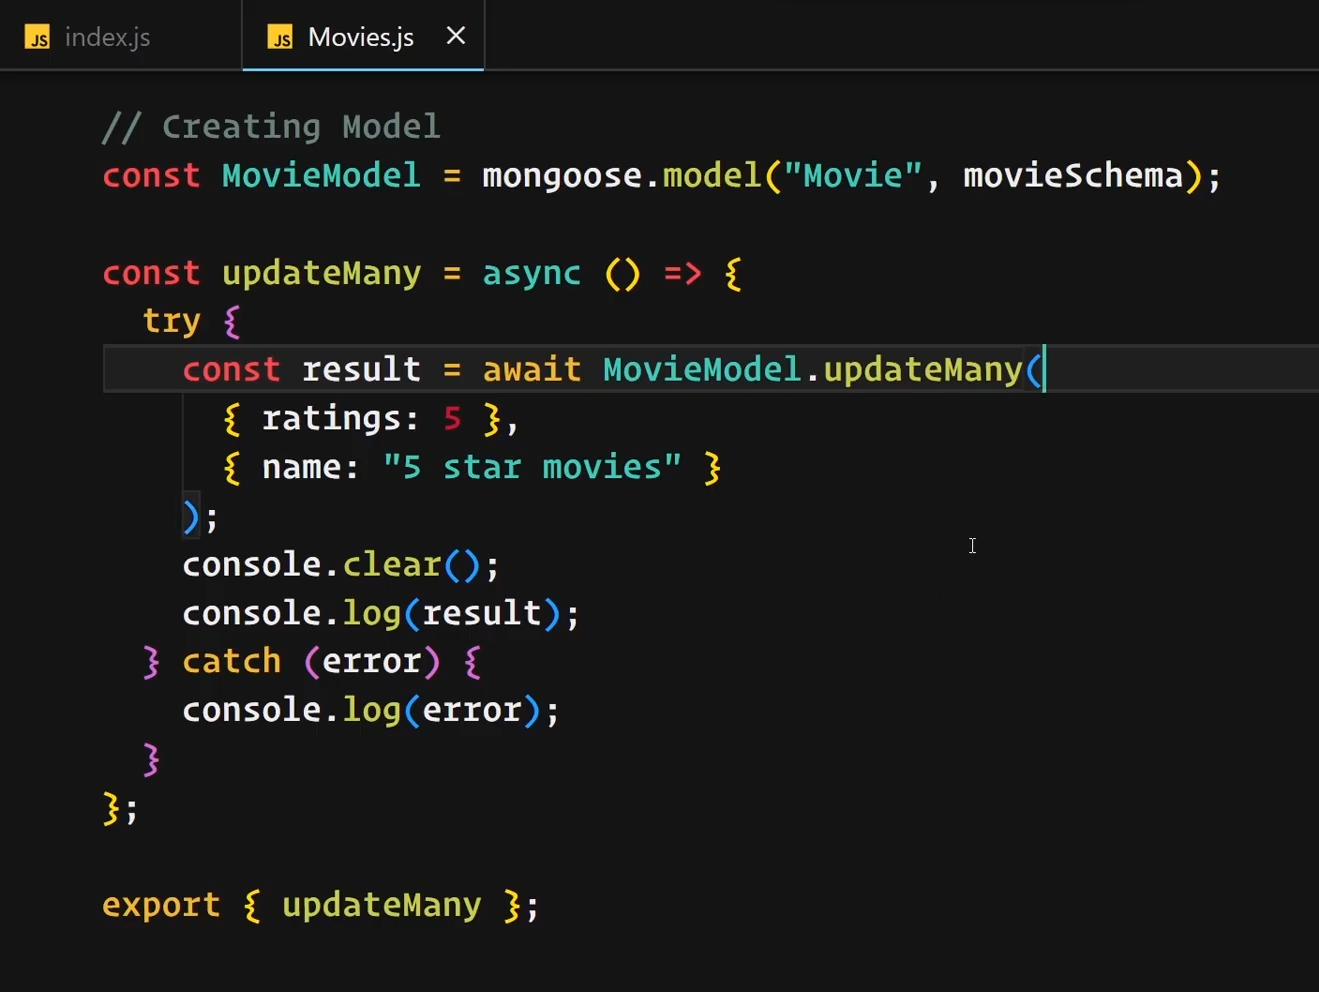 JS index.js
JS Movies.js ×
// Creating Model
const MovieModel = mongoose.model("Movie", movieSchema);
const updateMany = async () => {
  try {
    const result = await MovieModel.updateMany(
      { ratings: 5 },
      { name: "5 star movies" }
    );
    console.clear();
    console.log(result);
  } catch (error) {
    console.log(error);
  }
};
export { updateMany };